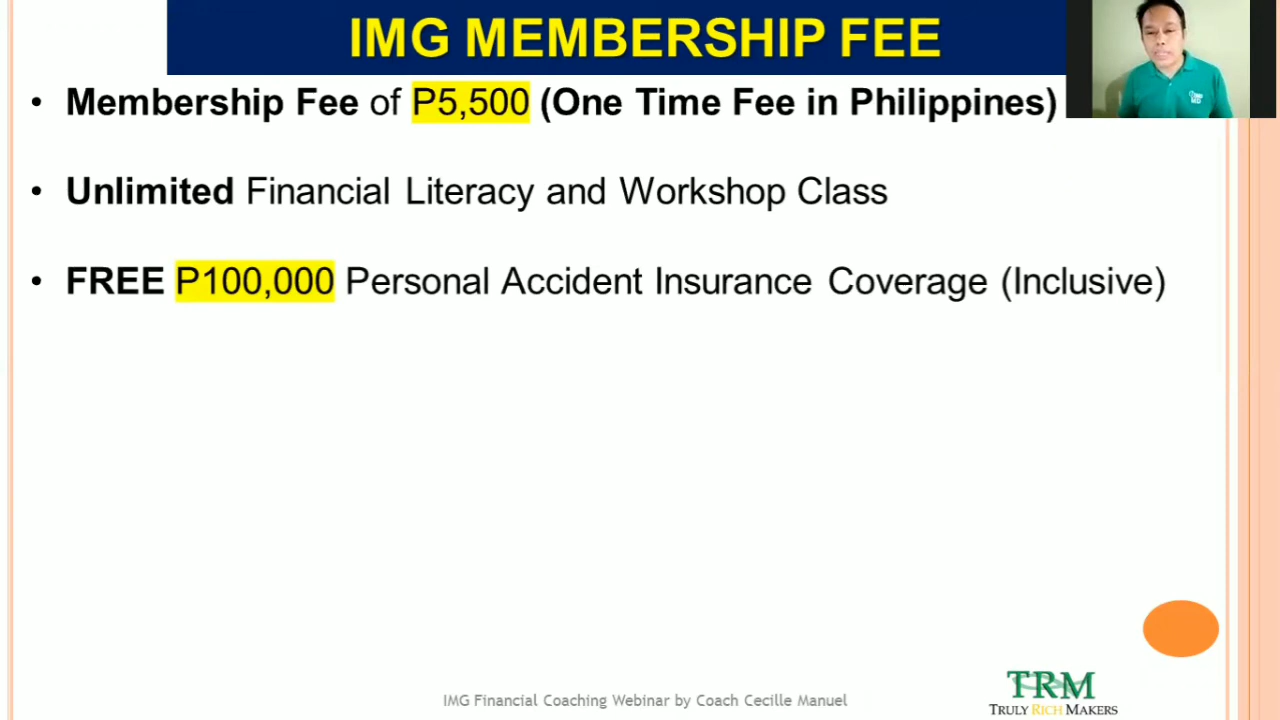 IMG MEMBERSHIP FEE
• Membership Fee of P5,500 (One Time Fee in Philippines)
• Unlimited Financial Literacy and Workshop Class
• FREE P100,000 Personal Accident Insurance Coverage (Inclusive)
IMG Financial Coaching Webinar by Coach Cecille Manuel
TRM
TRULY RICH MAKERS